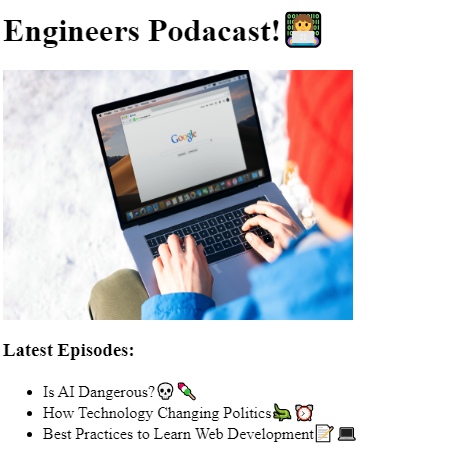 Engineers Podacast!👨‍💻
Google
Latest Episodes:
Is AI Dangerous?💀🍡
How Technology Changing Politics🐊⏰
Best Practices to Learn Web Development📝💻